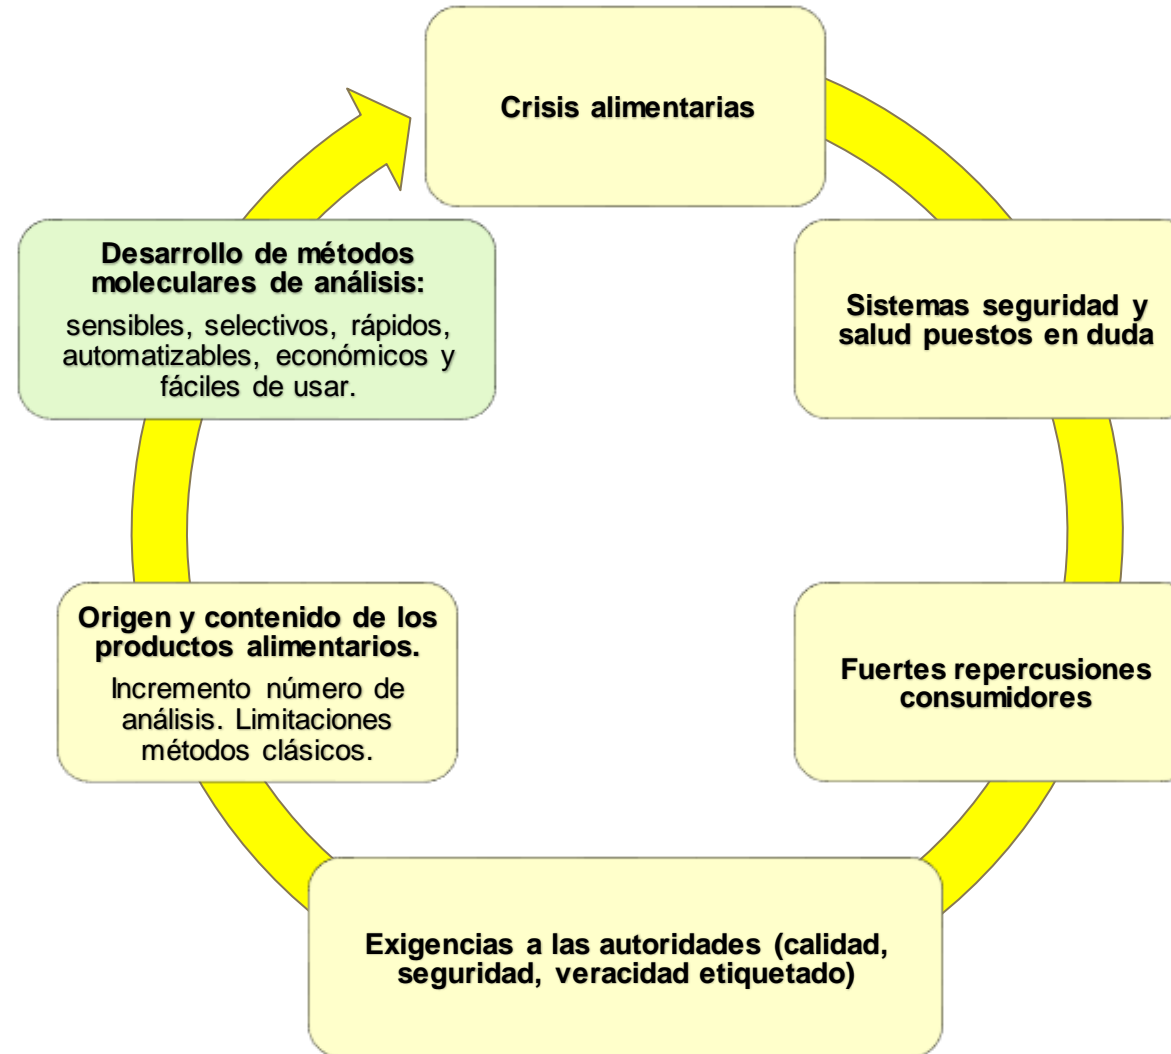 Crisis alimentarias
Sistemas seguridad y
salud puestos en duda
Fuertes repercusiones
consumidores
Exigencias a las autoridades (calidad,
seguridad, veracidad etiquetado)
Origen y contenido de los
productos alimentarios.
Incremento número de
análisis. Limitaciones
métodos clásicos.
Desarrollo de métodos
moleculares de análisis:
sensibles, selectivos, rápidos,
automatizables, económicos y
fáciles de usar.